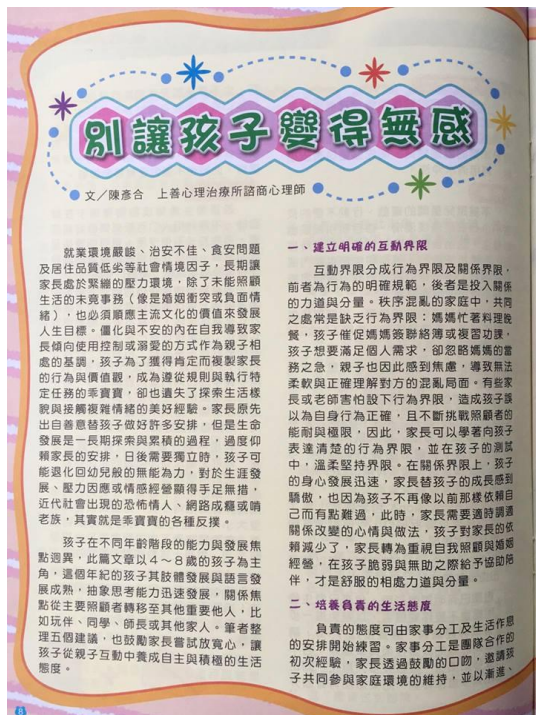 別讓孩子變得無感
文／陳彥合　上善心理治療所諮商心理師
就業環境嚴峻、治安不佳、食安問題
及居住品質低劣等社會情境因子，長期讓
家長處於緊繃的壓力環境，除了未能照顧
生活的未竟事務（像是婚姻衝突或負面情
緒），也必須順應主流文化的價值來發展
人生目標。僵化與不安的內在自我導致家
長傾向使用控制或溺愛的方式作為親子相
處的基調，孩子為了獲得肯定而複製家長
的行為與價值觀，成為遵從規則與執行特
定任務的乖寶寶，卻也遺失了探索生活樣
貌與接觸複雜情緒的美好經驗。家長原先
出自善意替孩子做好許多安排，但是生命
發展是一長期探索與累積的過程，過度仰
賴家長的安排，日後需要獨立時，孩子可
能退化回幼兒般的無能為力，對於生涯發
展、壓力因應或情感經營顯得手足無措，
近代社會出現的恐怖情人、網路成癮或啃
老族，其實就是乖寶寶的各種反撲。
孩子在不同年齡階段的能力與發展焦
點迥異，此篇文章以４～８歲的孩子為主
角，這個年紀的孩子其肢體發展與語言發
展成熟，抽象思考能力迅速發展，關係焦
點從主要照顧者轉移至其他重要他人，比
如玩伴、同學、師長或其他家人。筆者整
理五個建議，也鼓勵家長嘗試放寬心，讓
孩子從親子互動中養成自主與積極的生活
態度。
一、建立明確的互動界限
互動界限分成行為界限及關係界限，
前者為行為的明確規範，後者是投入關係
的力道與分量。秩序混亂的家庭中，共同
之處常是缺乏行為界限：媽媽忙著料理晚
餐，孩子催促媽媽簽聯絡簿或複習功課，
孩子想要滿足個人需求，卻忽略媽媽的當
務之急，親子也因此感到焦慮，導致無法
柔軟與正確理解對方的混亂局面。有些家
長或老師害怕設下行為界限，造成孩子誤
以為自身行為正確，且不斷挑戰照顧者的
能耐與極限，因此，家長可以學著向孩子
表達清楚的行為界限，並在孩子的測試
中，溫柔堅持界限。在關係界限上，孩子
的身心發展迅速，家長替孩子的成長感到
驕傲，也因為孩子不再像以前那樣依賴自
己而有點難過，此時，家長需要適時調適
關係改變的心情與做法，孩子對家長的依
賴減少了，家長轉為重視自我照顧與婚姻
經營，在孩子脆弱與無助之際給予協助陪
伴，才是舒服的相處力道與分量。
二、培養負責的生活態度
負責的態度可由家事分工及生活作息
的安排開始練習。家事分工是團隊合作的
初次經驗，家長透過鼓勵的口吻，邀請孩
子共同參與家庭環境的維持，並以漸進、
8